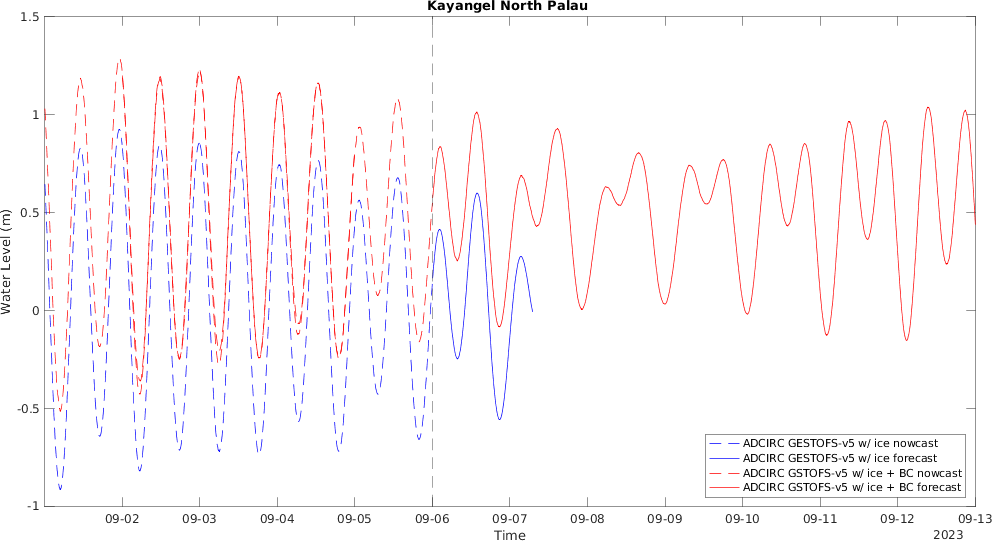 Kayangel North Palau
1.5
1
0.5
0
-0.5
-1
Water Level (m)
ADCIRC GESTOFS-v5 w/ ice nowcast
ADCIRC GESTOFS-v5 w/ ice forecast
ADCIRC GSTOFS-v5 w/ ice + BC nowcast
ADCIRC GSTOFS-v5 w/ ice + BC forecast
09-02 09-03 09-04 09-05 09-06 09-07 09-08 09-09 09-10 09-11 09-12 09-13
Time
2023